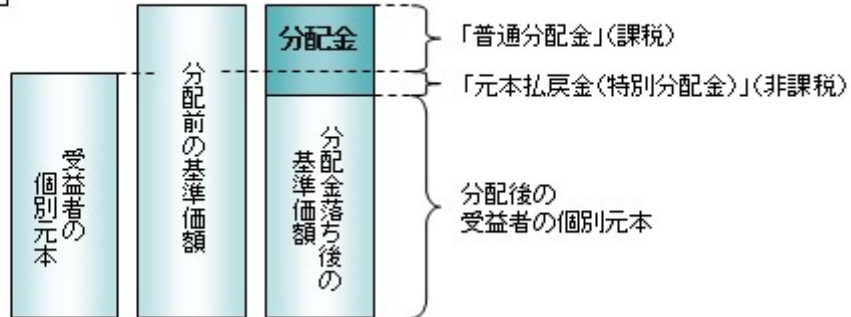 受益者の
個別元本
分配前の基準価額
分配金
分配金落ち後の
基準価額
「普通分配金」(課税)
「元本払戻金(特別分配金)」(非課税)
分配後の
受益者の個別元本